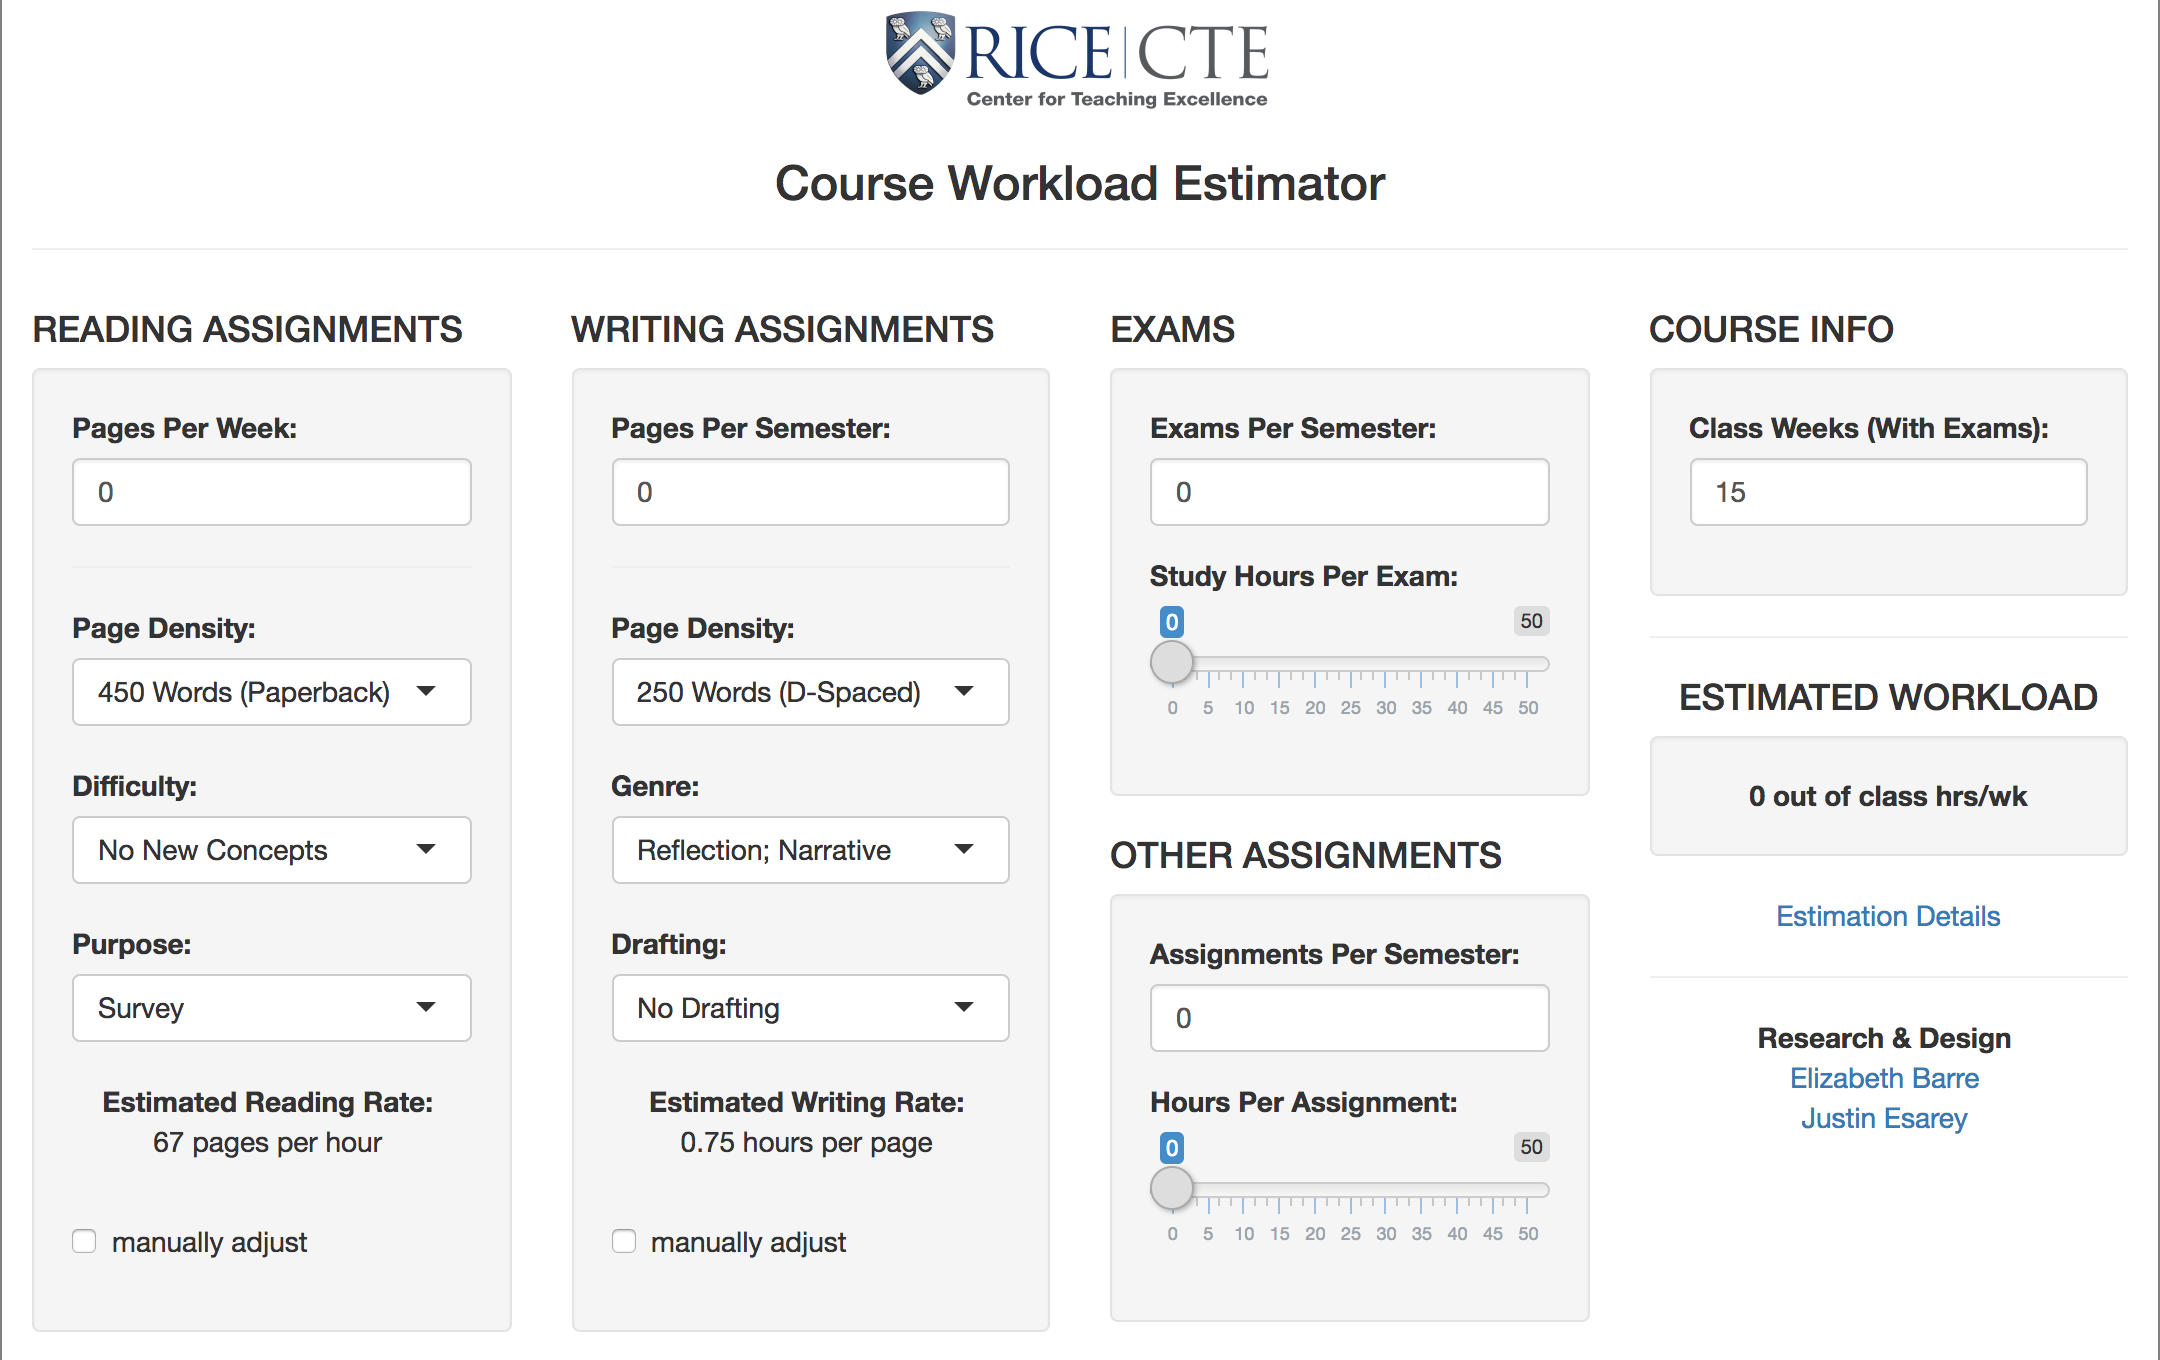 RICE | CTE
Center for Teaching Excellence
Course Workload Estimator
READING ASSIGNMENTS
Pages Per Week:
0
Page Density:
450 Words (Paperback)
Difficulty:
No New Concepts
Purpose:
Survey
Estimated Reading Rate:
67 pages per hour
manually adjust
WRITING ASSIGNMENTS
Pages Per Semester:
0
Page Density:
250 Words (D-Spaced)
Genre:
Reflection; Narrative
Drafting:
No Drafting
Estimated Writing Rate:
0.75 hours per page
manually adjust
EXAMS
Exams Per Semester:
0
Study Hours Per Exam:
0 50
0 5 10 15 20 25 30 35 40 45 50
OTHER ASSIGNMENTS
Assignments Per Semester:
0
Hours Per Assignment:
0 50
0 5 10 15 20 25 30 35 40 45 50
COURSE INFO
Class Weeks (With Exams):
15
ESTIMATED WORKLOAD
0 out of class hrs/wk
Estimation Details
Research & Design
Elizabeth Barre
Justin Esarey